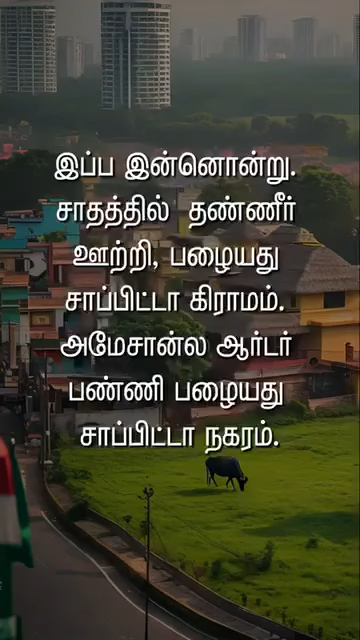 இப்ப இன்னொன்று.
சாதத்தில் தண்ணீர்
ஊற்றி, பழையது
சாப்பிட்டா கிராமம்.
அமேசான்ல ஆர்டர்
பண்ணி பழையது
சாப்பிட்டா நகரம்.